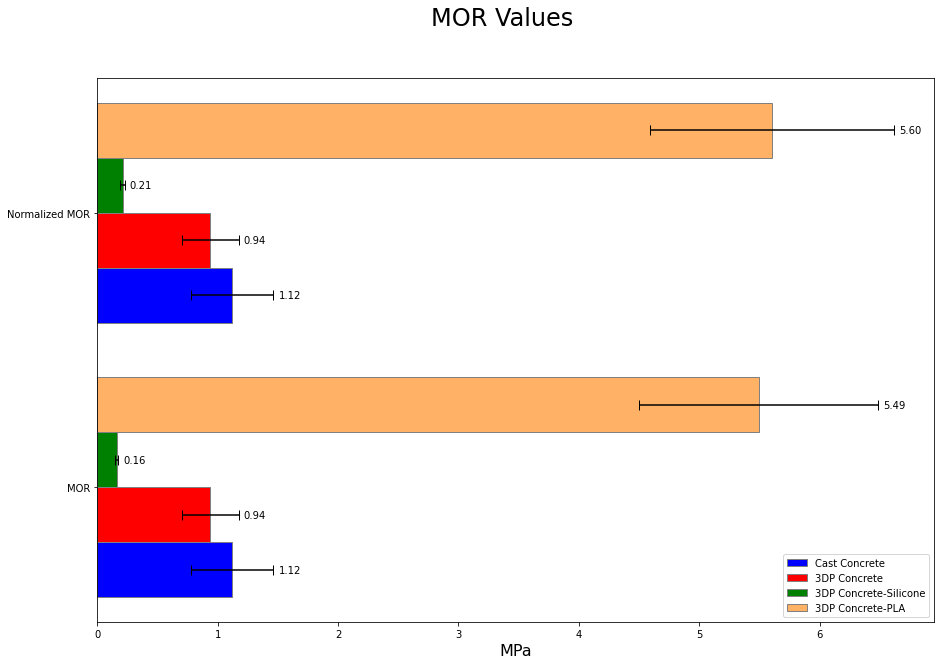 MOR Values
5.60
0.21
Normalized MOR
0.94
1.12
5.49
0.16
MOR
0.94
1.12
Cast Concrete
3DP Concrete
3DP Concrete-Silicone
3DP Concrete-PLA
0 1 2 3 4 5 6
MPa